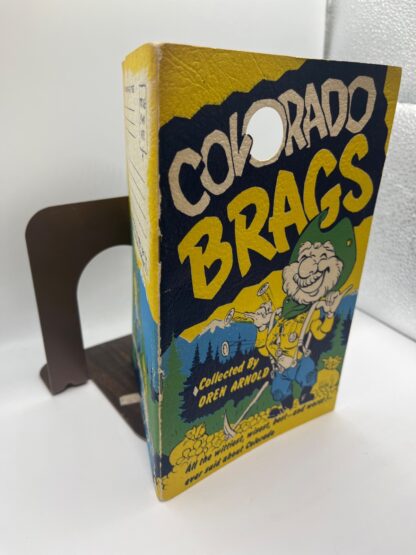 COLORADO
BRAGS
Collected By
OREN ARNOLD
All the wittiest, wisest, best—and worst—
ever said about Colorado